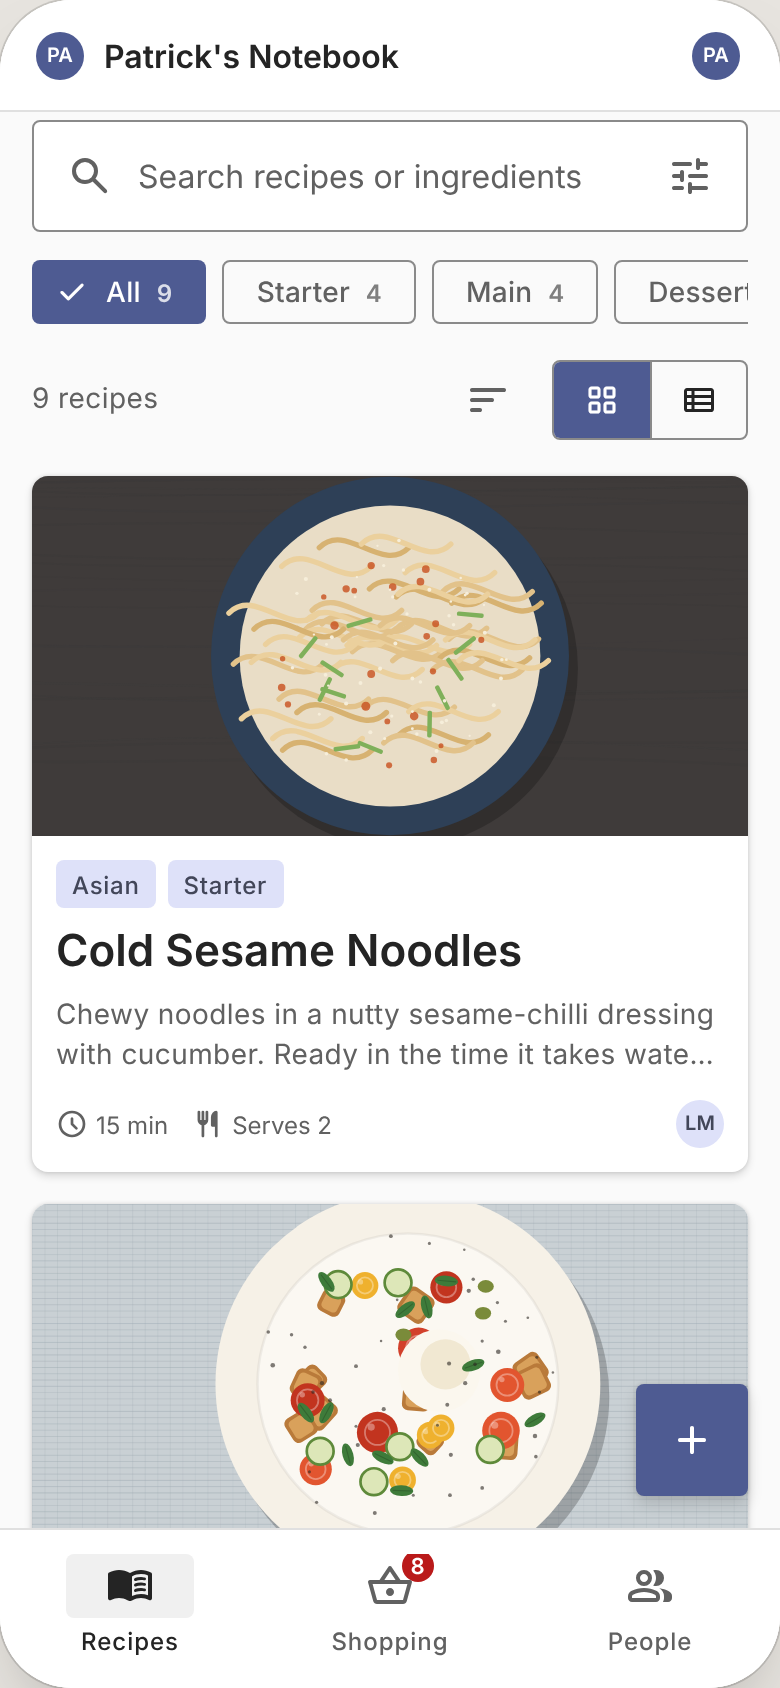 PA Patrick's Notebook PA
Search recipes or ingredients
All 9 Starter 4 Main 4 Dessert
9 recipes
Asian Starter
Cold Sesame Noodles
Chewy noodles in a nutty sesame-chilli dressing
with cucumber. Ready in the time it takes wate...
15 min Serves 2 LM
8
Recipes Shopping People